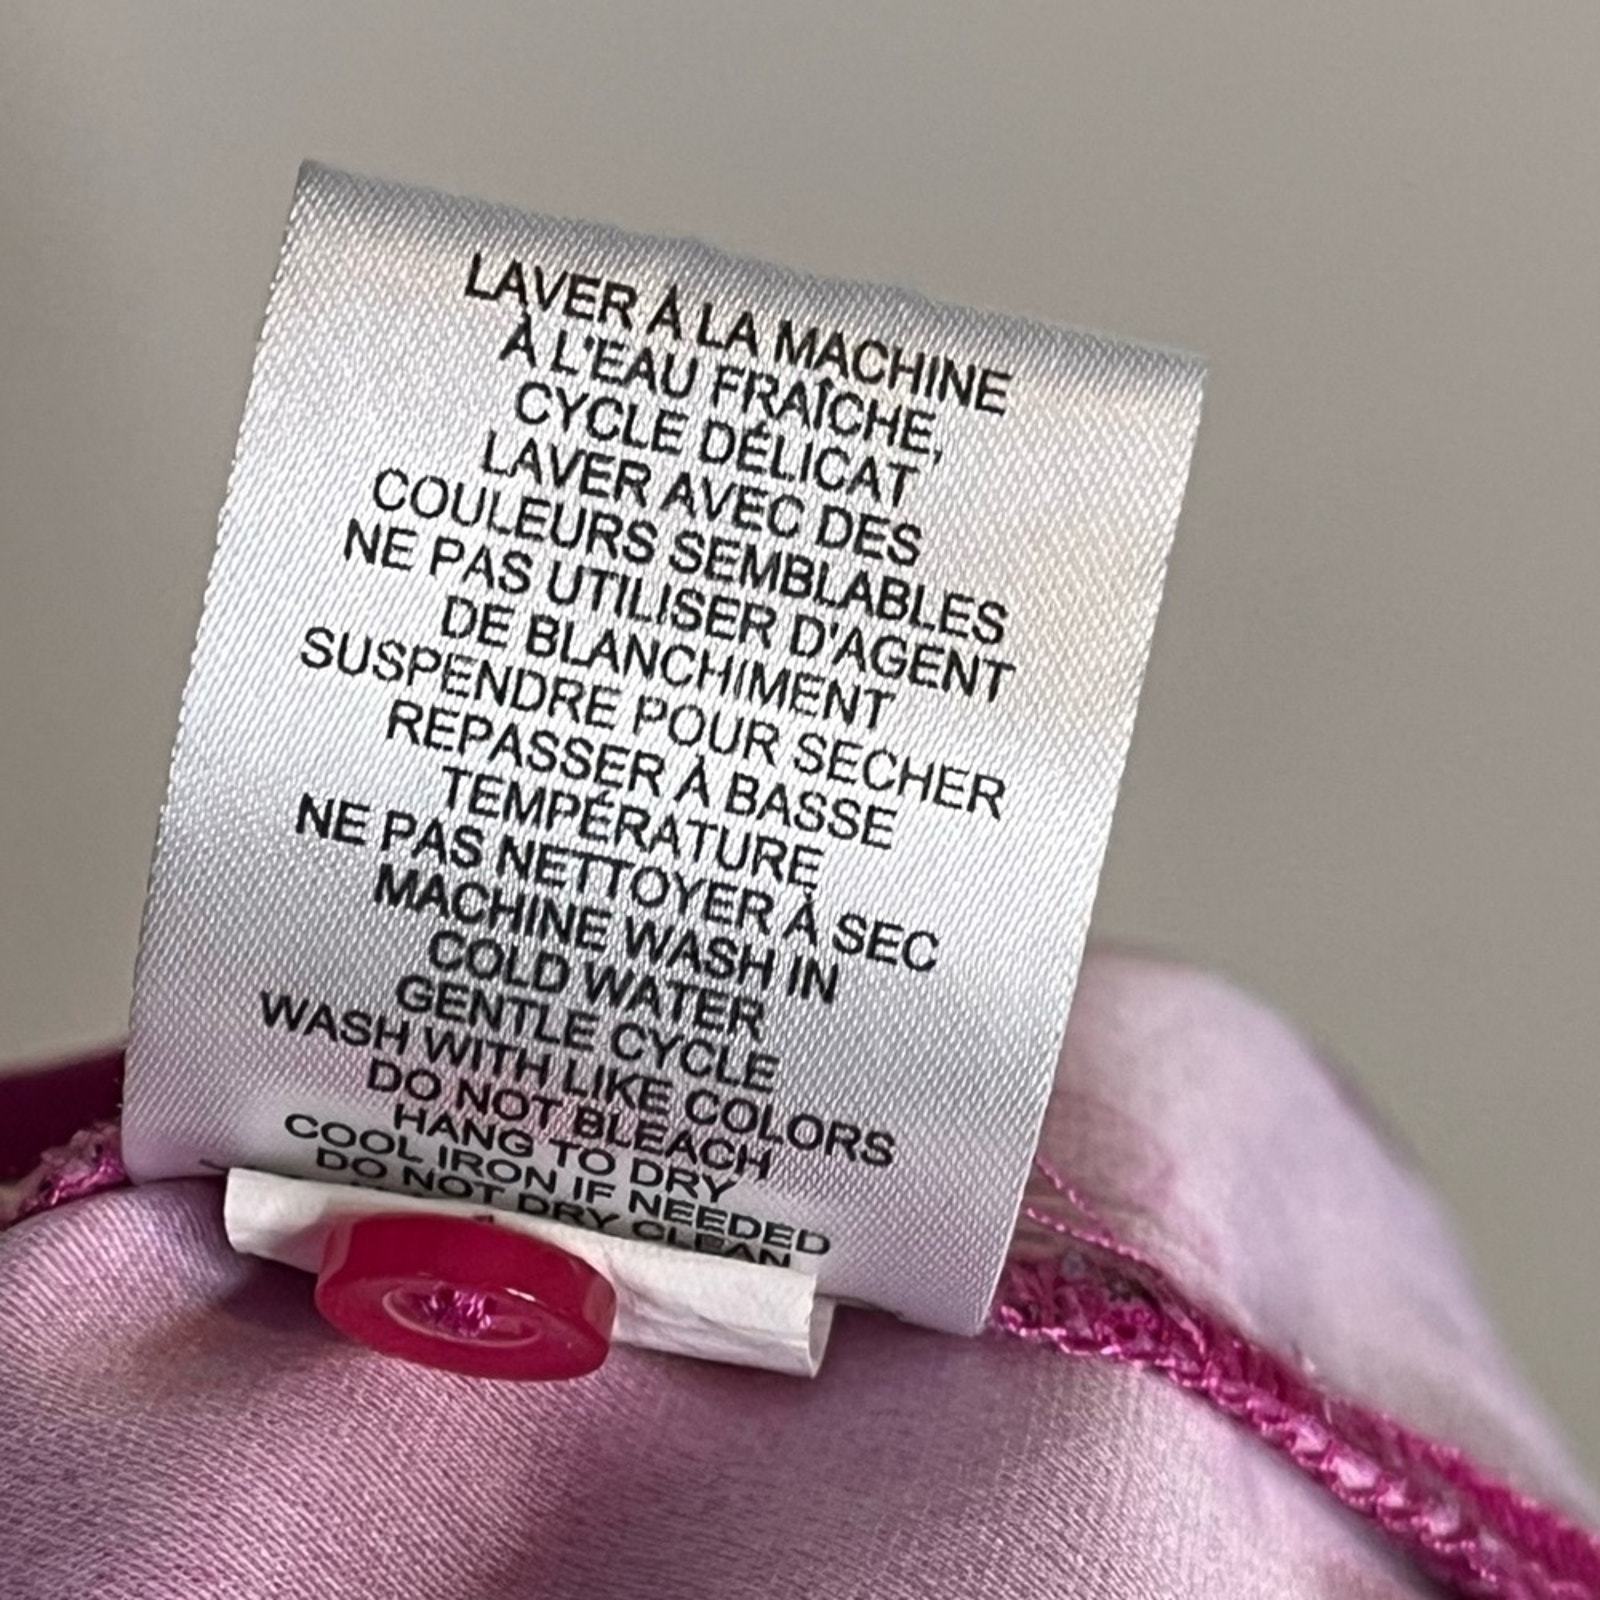 LAVER À LA MACHINE
À L'EAU FRAÎCHE,
CYCLE DÉLICAT
LAVER AVEC DES
COULEURS SEMBLABLES
NE PAS UTILISER D'AGENT
DE BLANCHIMENT
SUSPENDRE POUR SECHER
REPASSER À BASSE
TEMPÉRATURE
NE PAS NETTOYER À SEC
MACHINE WASH IN
COLD WATER
GENTLE CYCLE
WASH WITH LIKE COLORS
DO NOT BLEACH
HANG TO DRY
COOL IRON IF NEEDED
DO NOT DRY CLEAN